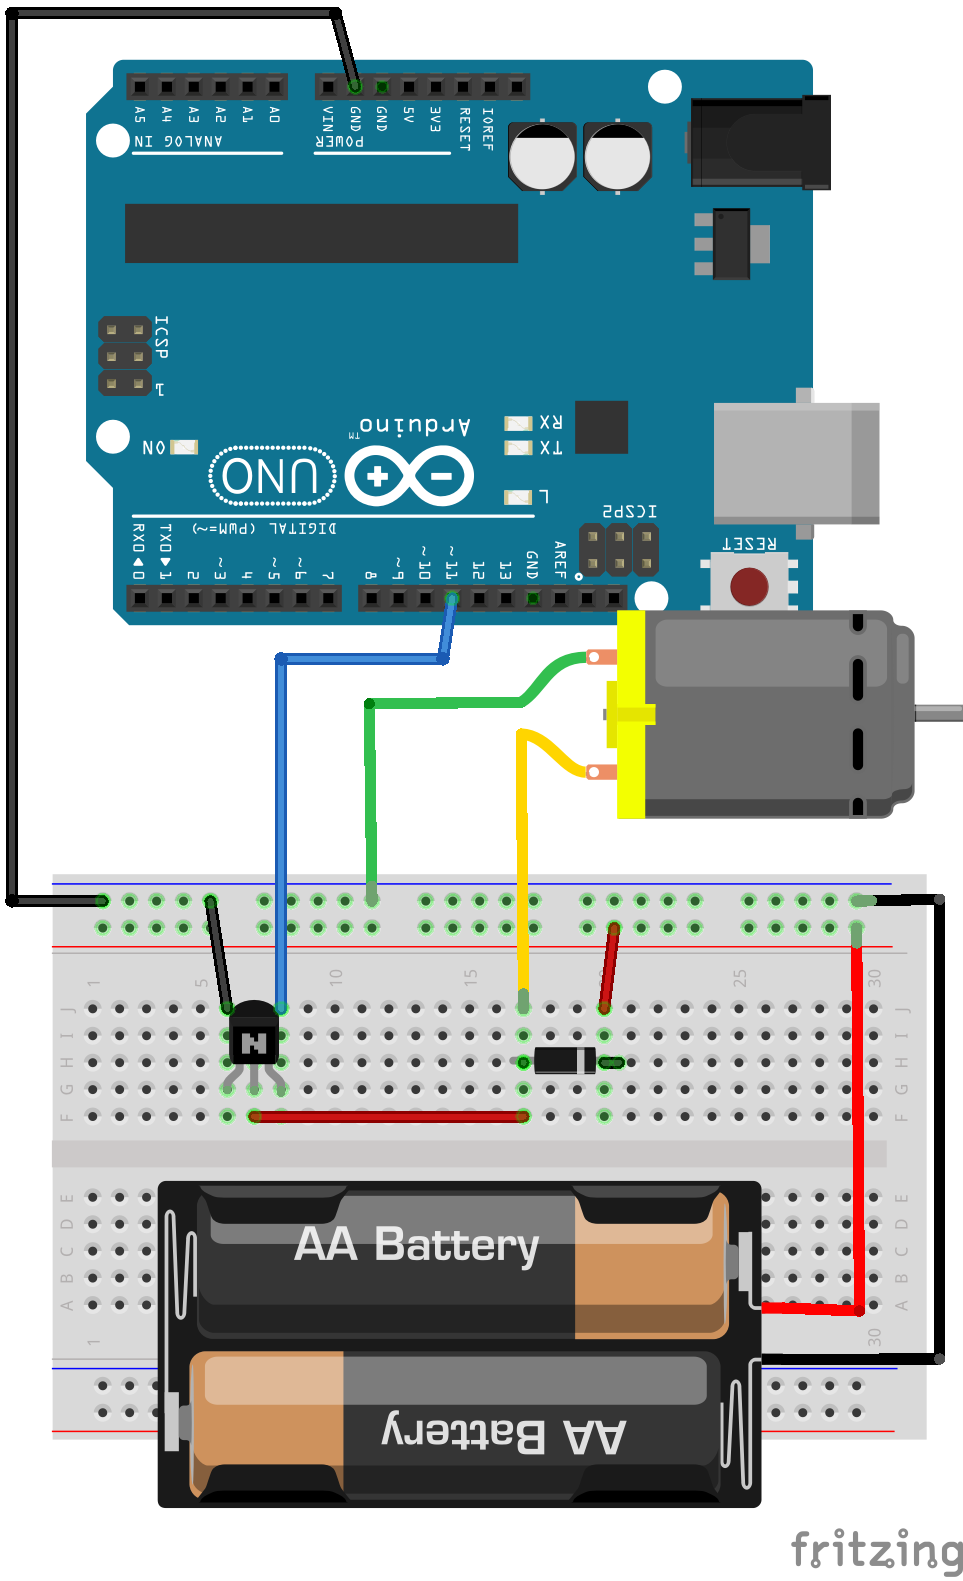 A5 A4 A3 A2 A1 A0
ANALOG IN
VIN GND GND 5V 3V3 RESET IOREF
POWER
ICSP
1
ON
UNO
Arduino
TM
RX
TX
L
ICSP2
RESET
DIGITAL (PWM=~)
RX0 0 TX0 1 2 ~3 4 ~5 ~6 7 8 ~9 ~10 ~11 12 13 GND AREF
1 5 10 15 20 25 30
J J
I I
H H
G G
F F
N
E E
D D
C C
B B
A A
1 30
AA Battery
AA Battery
fritzing